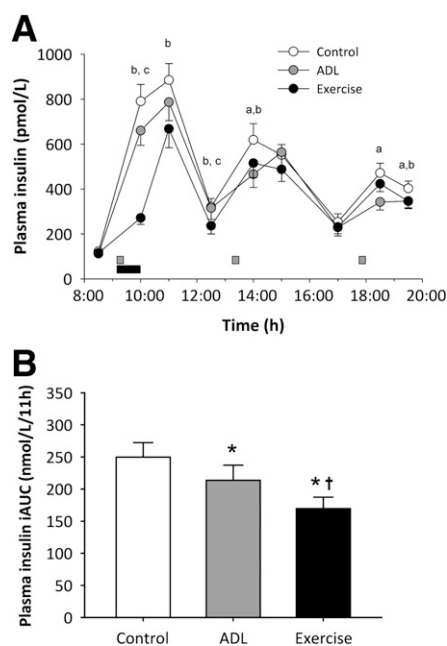 A
Plasma insulin (pmol/L)
1000
800
600
400
200
0
8:00 10:00 12:00 14:00 16:00 18:00 20:00
Time (h)
Control
ADL
Exercise
b, c
b
b, c
a,b
a
a,b
B
Plasma insulin iAUC (nmol/L/11h)
350
300
250
200
150
100
50
0
*
* †
Control ADL Exercise